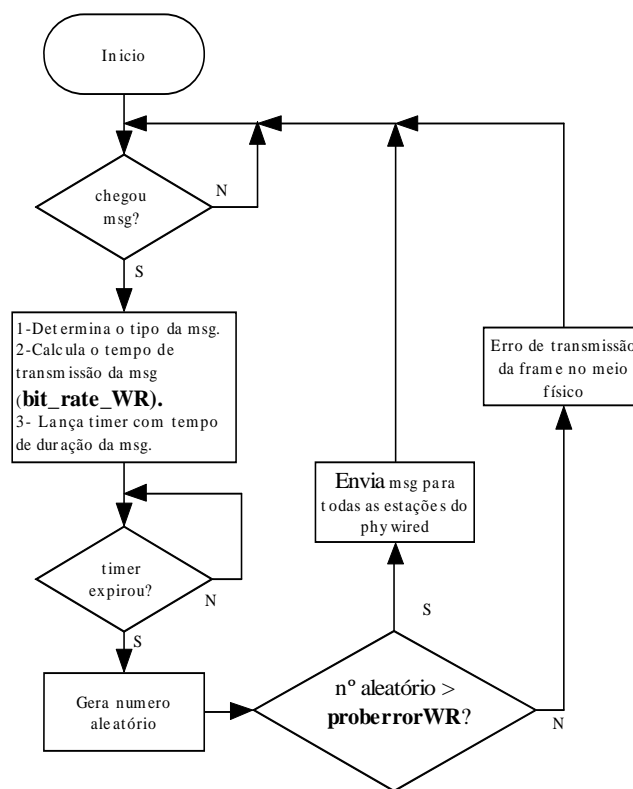 Inicio
chegou
msg?
N
S
1-Determina o tipo da msg.
2-Calcula o tempo de
transmissão da msg
(bit_rate_WR).
3- Lança timer com tempo
de duração da msg.
timer
expirou?
N
S
Gera numero
aleatório
nº aleatório >
proberrorWR?
S
N
Envia msg para
todas as estações do
phywired
Erro de transmissão
da frame no meio
físico